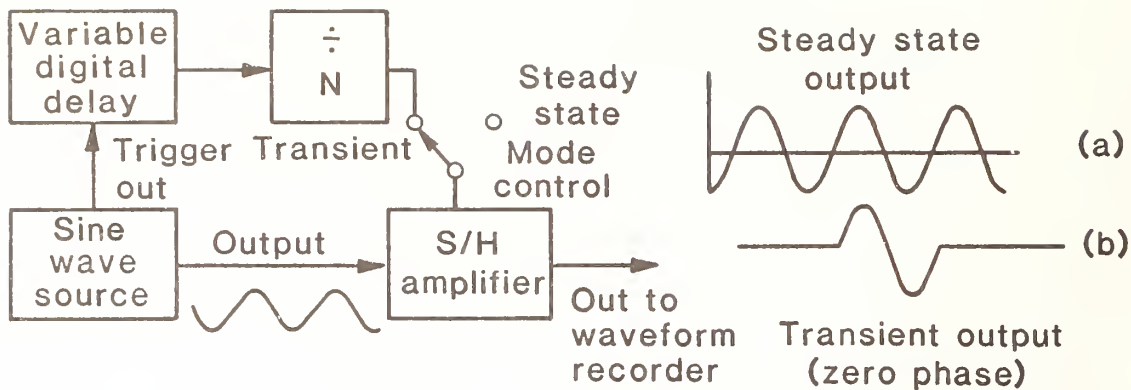 Variable
digital
delay
÷
N
Steady
state
Mode
control
Trigger
out
Transient
Sine
wave
source
Output
S/H
amplifier
Out to
waveform
recorder
Steady state
output
(a)
(b)
Transient output
(zero phase)